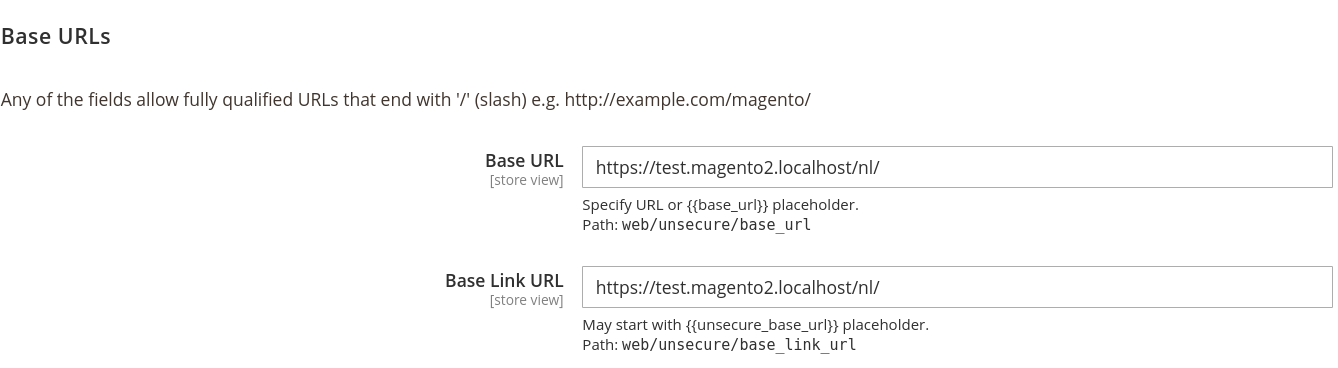 Base URLs
Any of the fields allow fully qualified URLs that end with '/' (slash) e.g. http://example.com/magento/
Base URL
[store view]
https://test.magento2.localhost/nl/
Specify URL or {{base_url}} placeholder.
Path: web/unsecure/base_url
Base Link URL
[store view]
https://test.magento2.localhost/nl/
May start with {{unsecure_base_url}} placeholder.
Path: web/unsecure/base_link_url